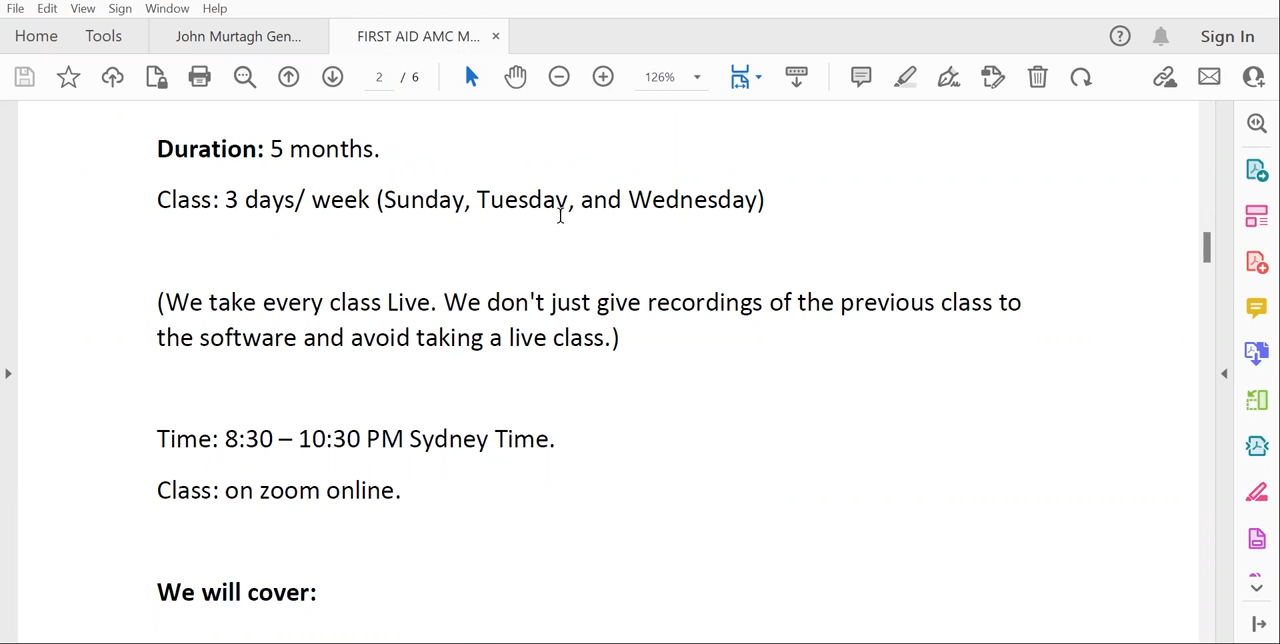 File Edit View Sign Window Help
Home Tools John Murtagh Gen... FIRST AID AMC M... × Sign In
2 / 6 126%
Duration: 5 months.
Class: 3 days/ week (Sunday, Tuesday, and Wednesday)
(We take every class Live. We don't just give recordings of the previous class to
the software and avoid taking a live class.)
Time: 8:30 – 10:30 PM Sydney Time.
Class: on zoom online.
We will cover: